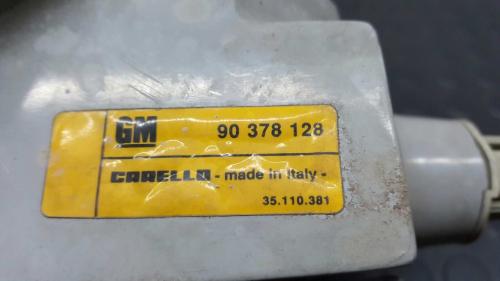 GM 90 378 128
CARELLO - made in Italy -
35.110.381